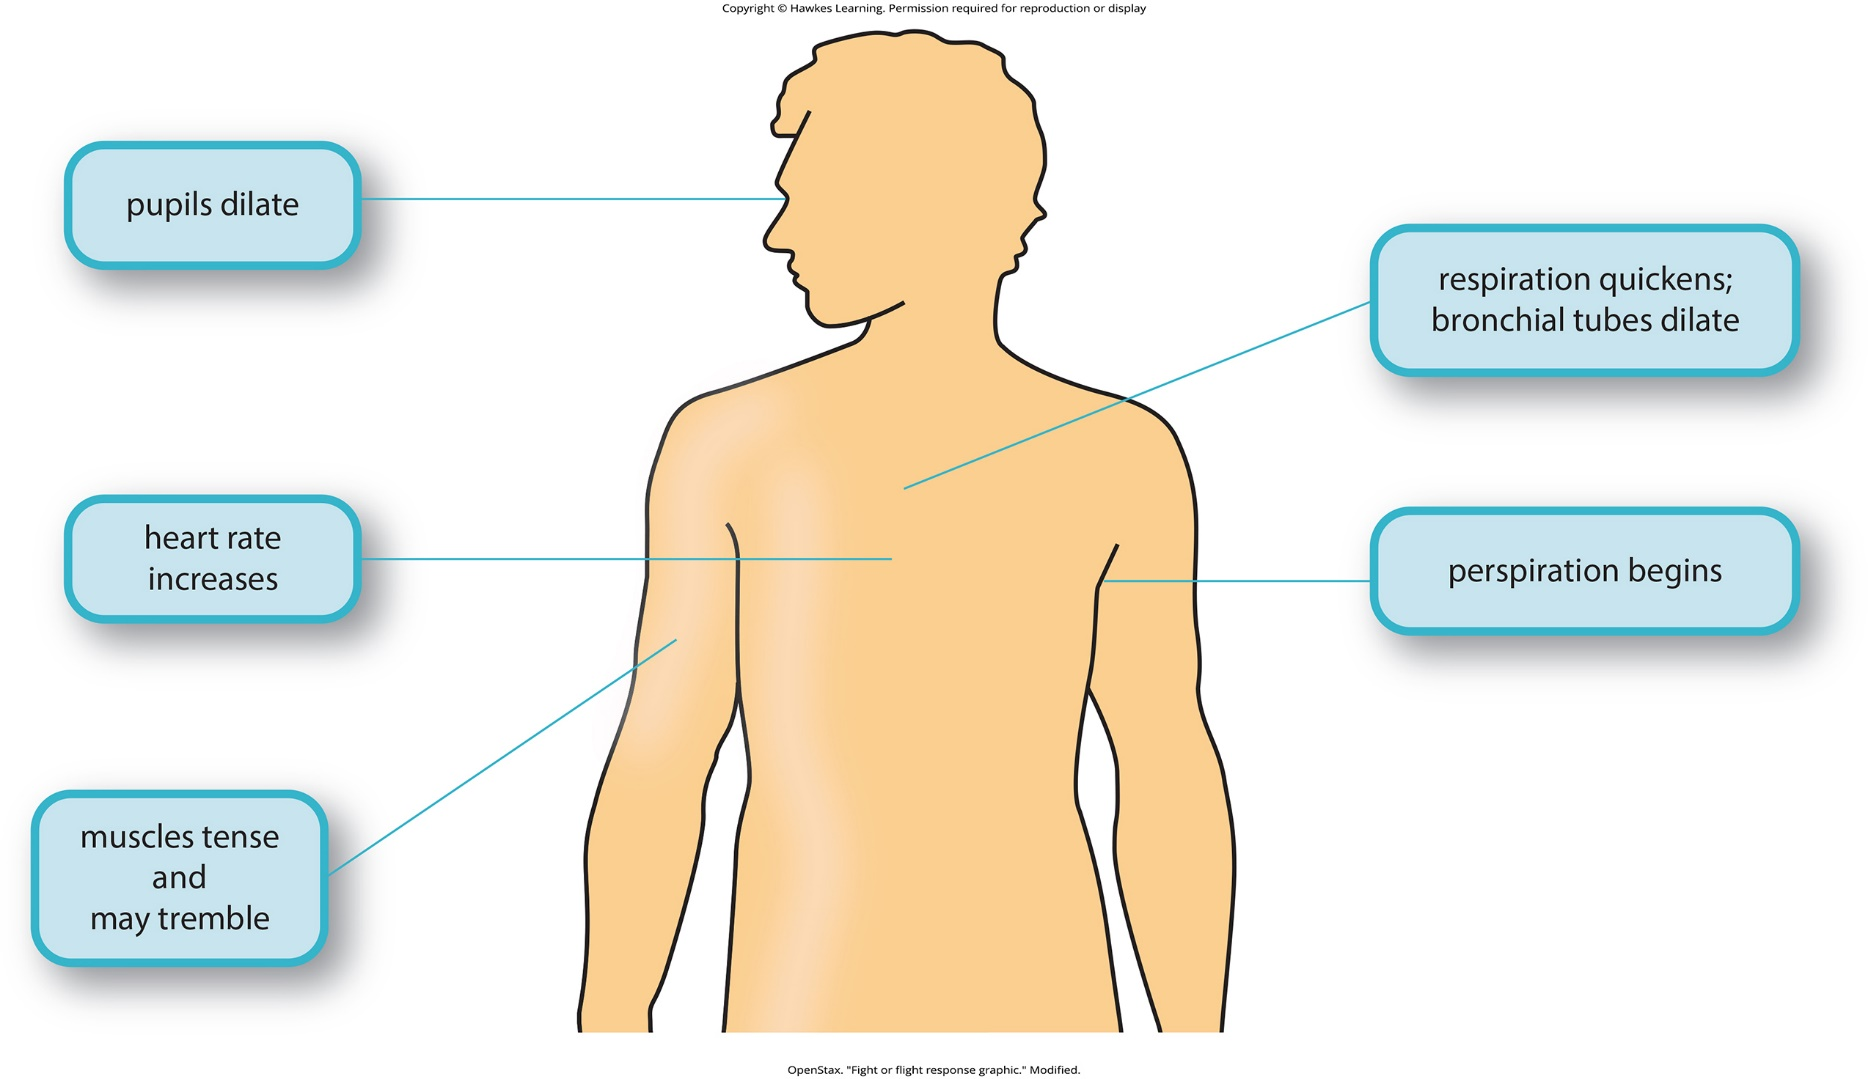 Copyright © Hawkes Learning. Permission required for reproduction or display
pupils dilate
respiration quickens;
bronchial tubes dilate
heart rate
increases
perspiration begins
muscles tense
and
may tremble
OpenStax. "Fight or flight response graphic." Modified.